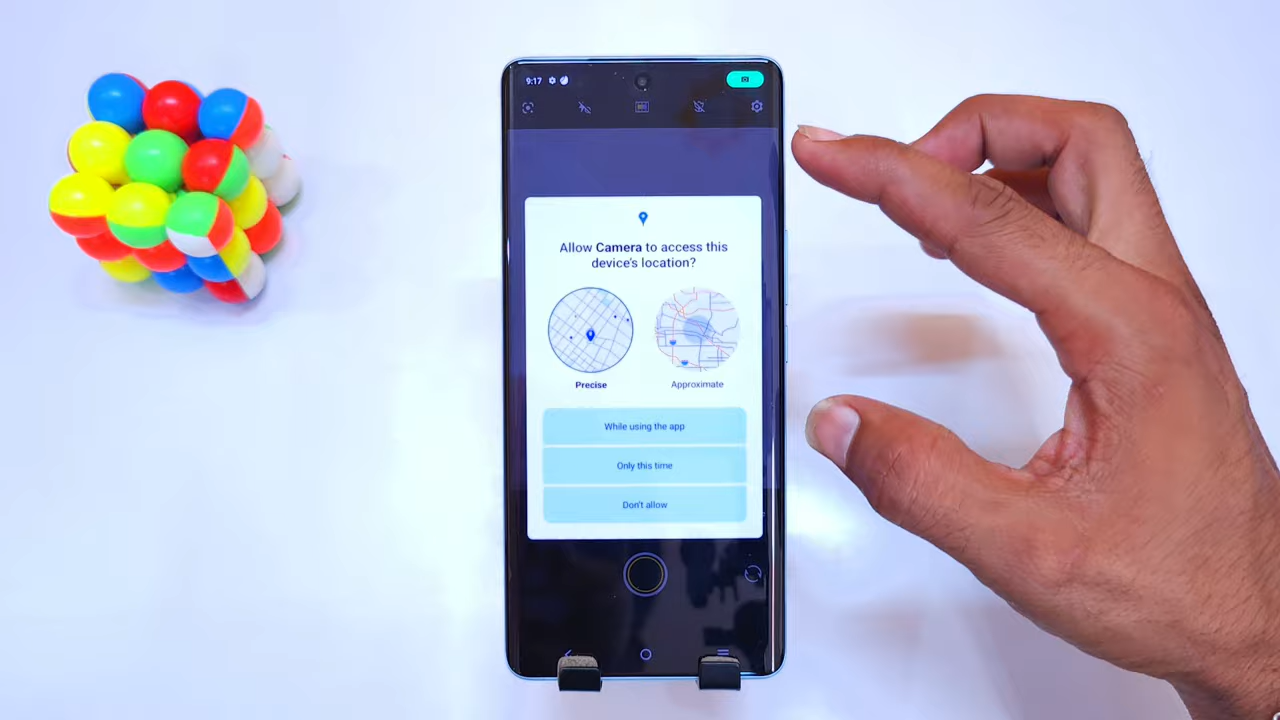 9:17
Allow Camera to access this
device's location?
Precise
Approximate
While using the app
Only this time
Don't allow